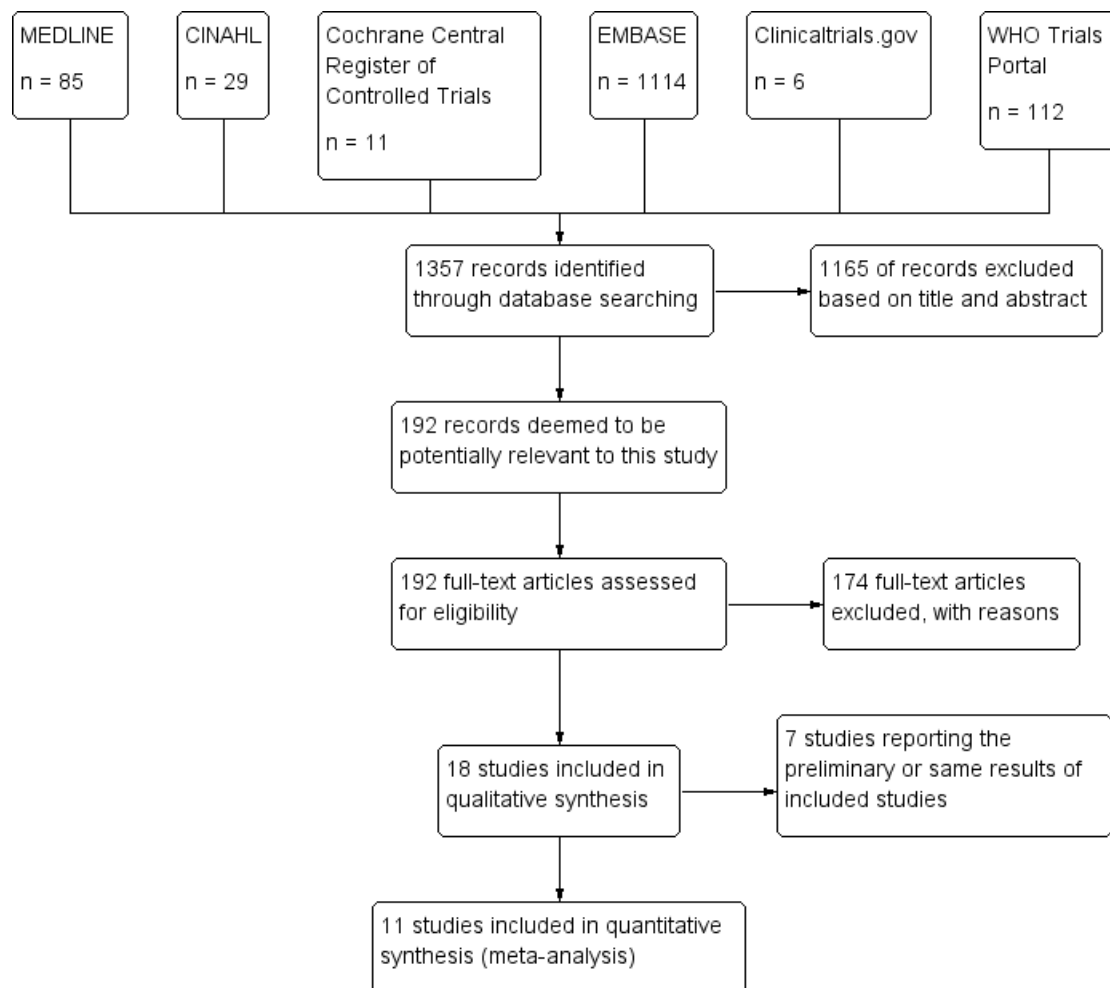 MEDLINE
n = 85
CINAHL
n = 29
Cochrane Central
Register of
Controlled Trials
n = 11
EMBASE
n = 1114
Clinicaltrials.gov
n = 6
WHO Trials
Portal
n = 112
1357 records identified
through database searching
1165 of records excluded
based on title and abstract
192 records deemed to be
potentially relevant to this study
192 full-text articles assessed
for eligibility
174 full-text articles
excluded, with reasons
18 studies included in
qualitative synthesis
7 studies reporting the
preliminary or same results of
included studies
11 studies included in quantitative
synthesis (meta-analysis)